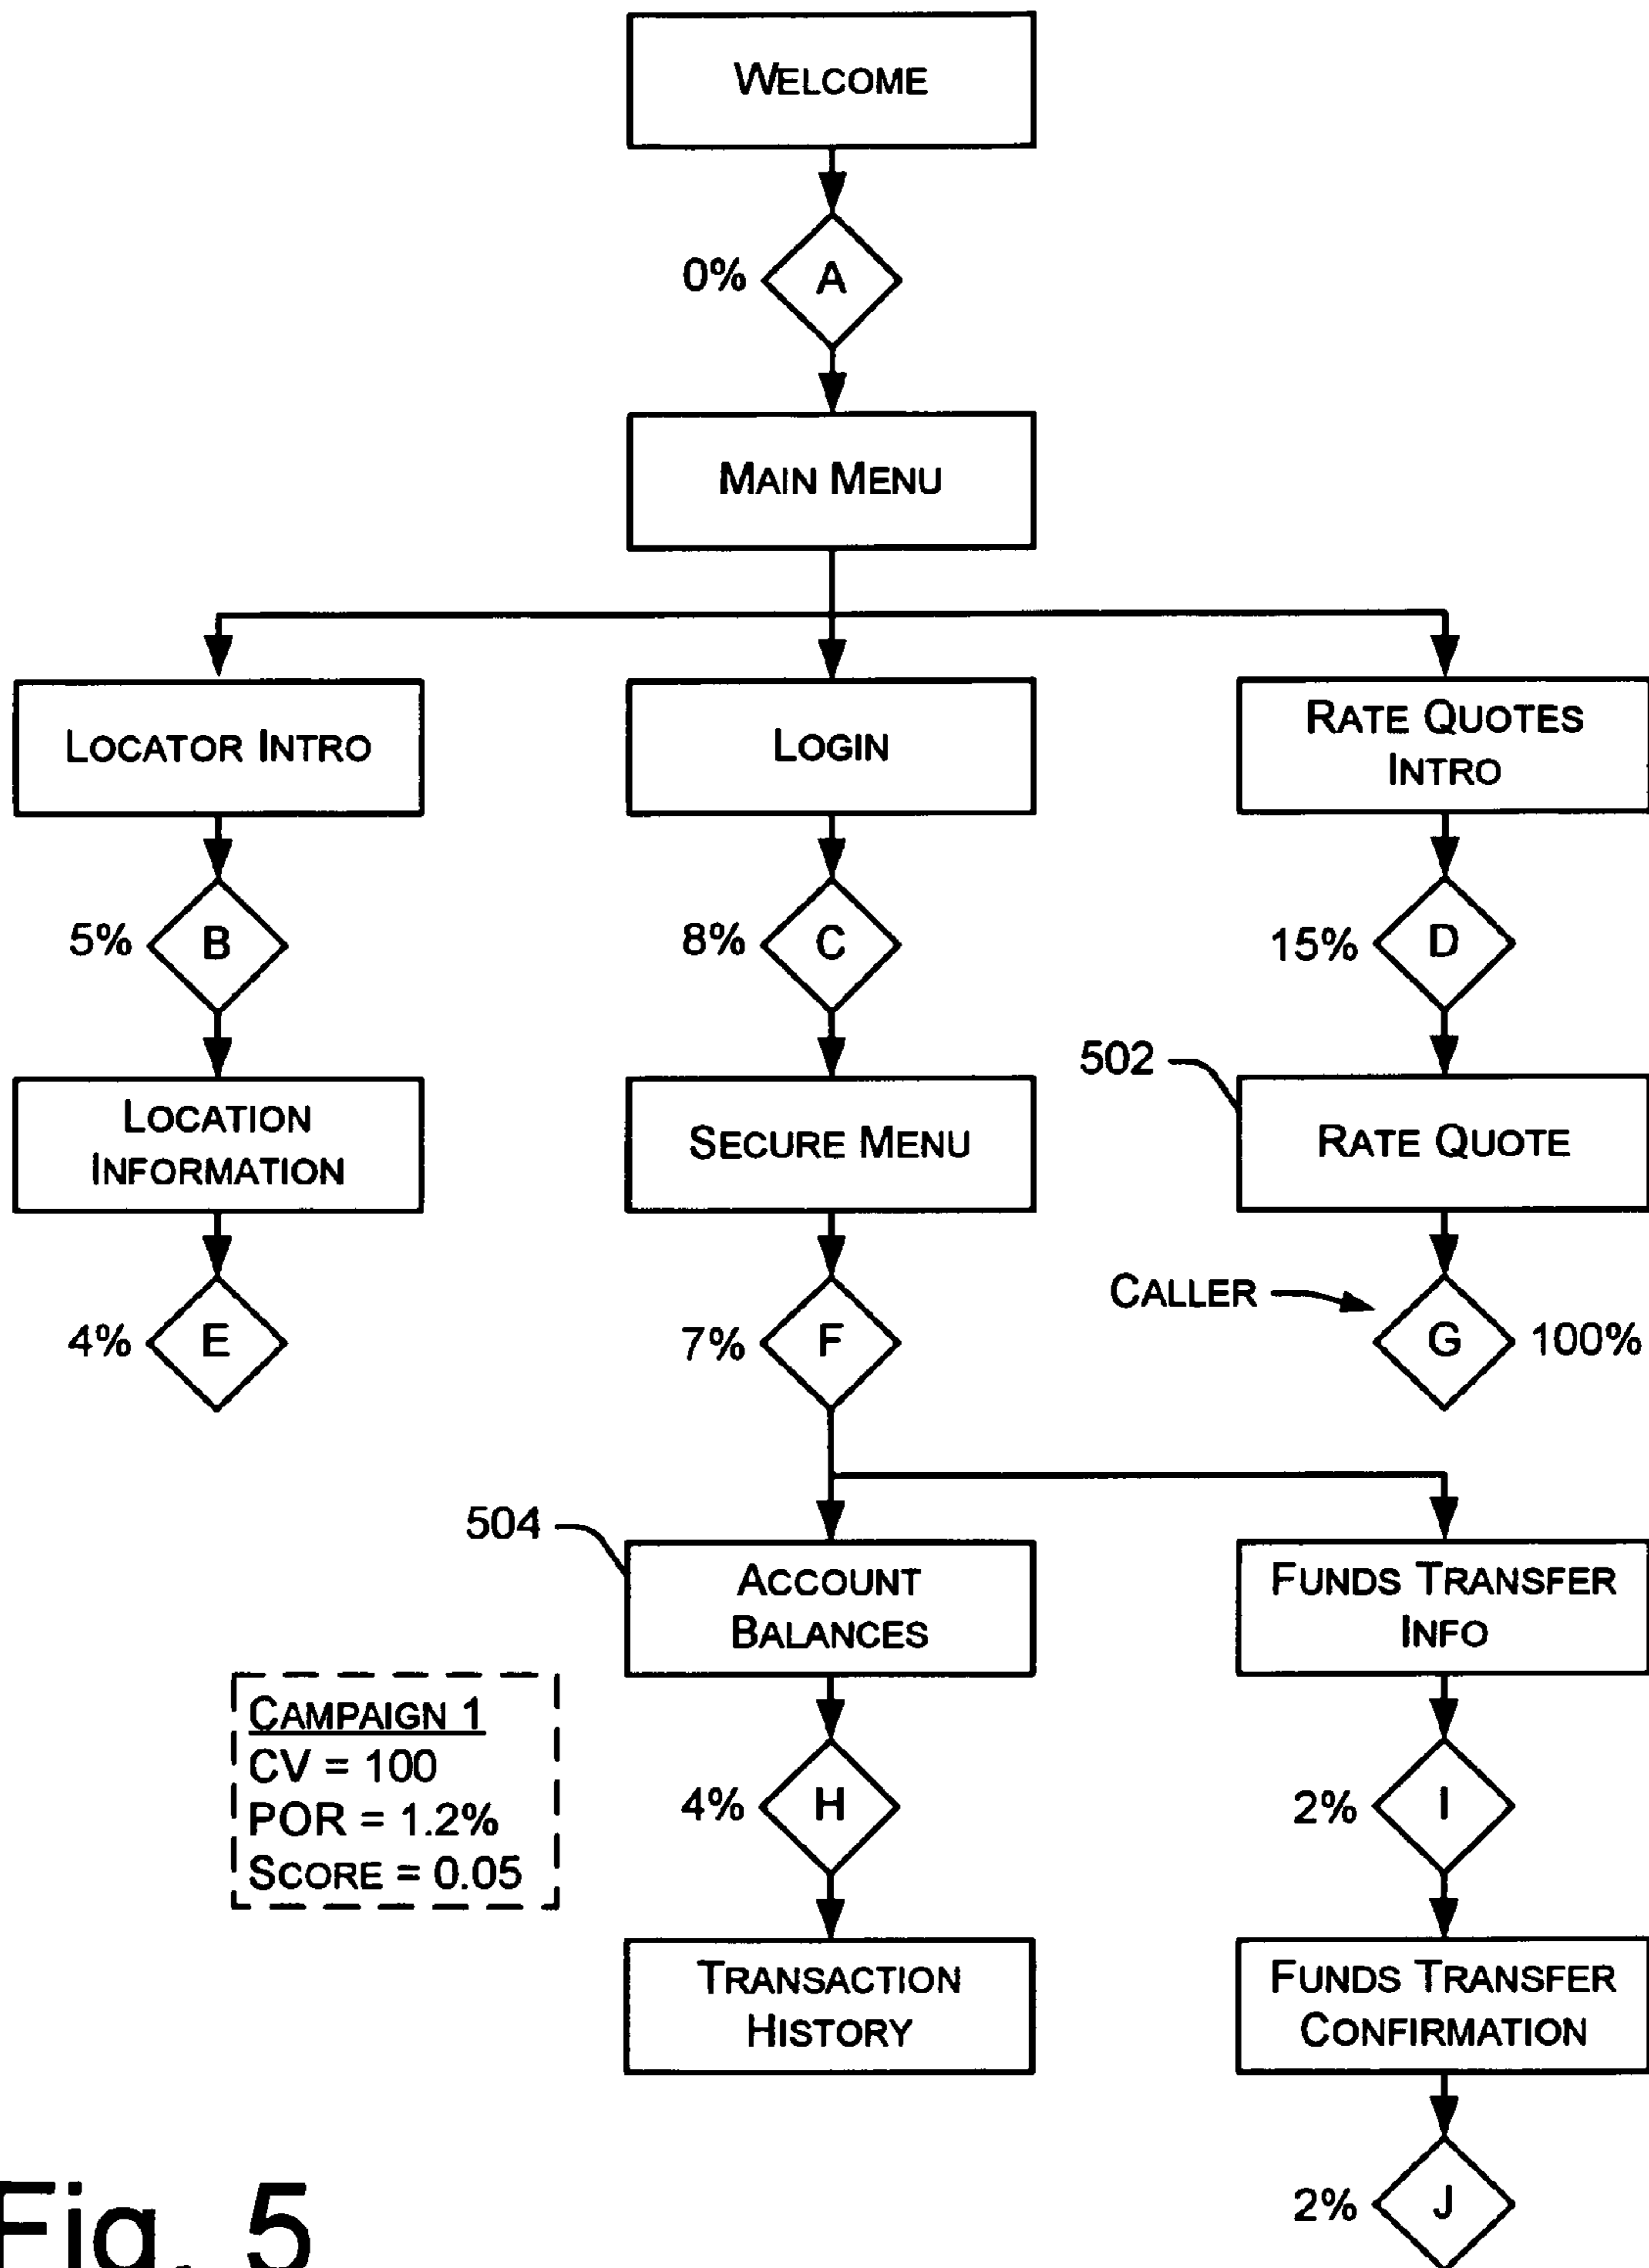 WELCOME
0% A
MAIN MENU
LOCATOR INTRO
LOGIN
RATE QUOTES
INTRO
5% B
8% C
15% D
502
LOCATION
INFORMATION
SECURE MENU
RATE QUOTE
CALLER
4% E
7% F
G 100%
504
ACCOUNT
BALANCES
FUNDS TRANSFER
INFO
CAMPAIGN 1
CV = 100
POR = 1.2%
SCORE = 0.05
4% H
2% I
TRANSACTION
HISTORY
FUNDS TRANSFER
CONFIRMATION
2% J
Fig. 5